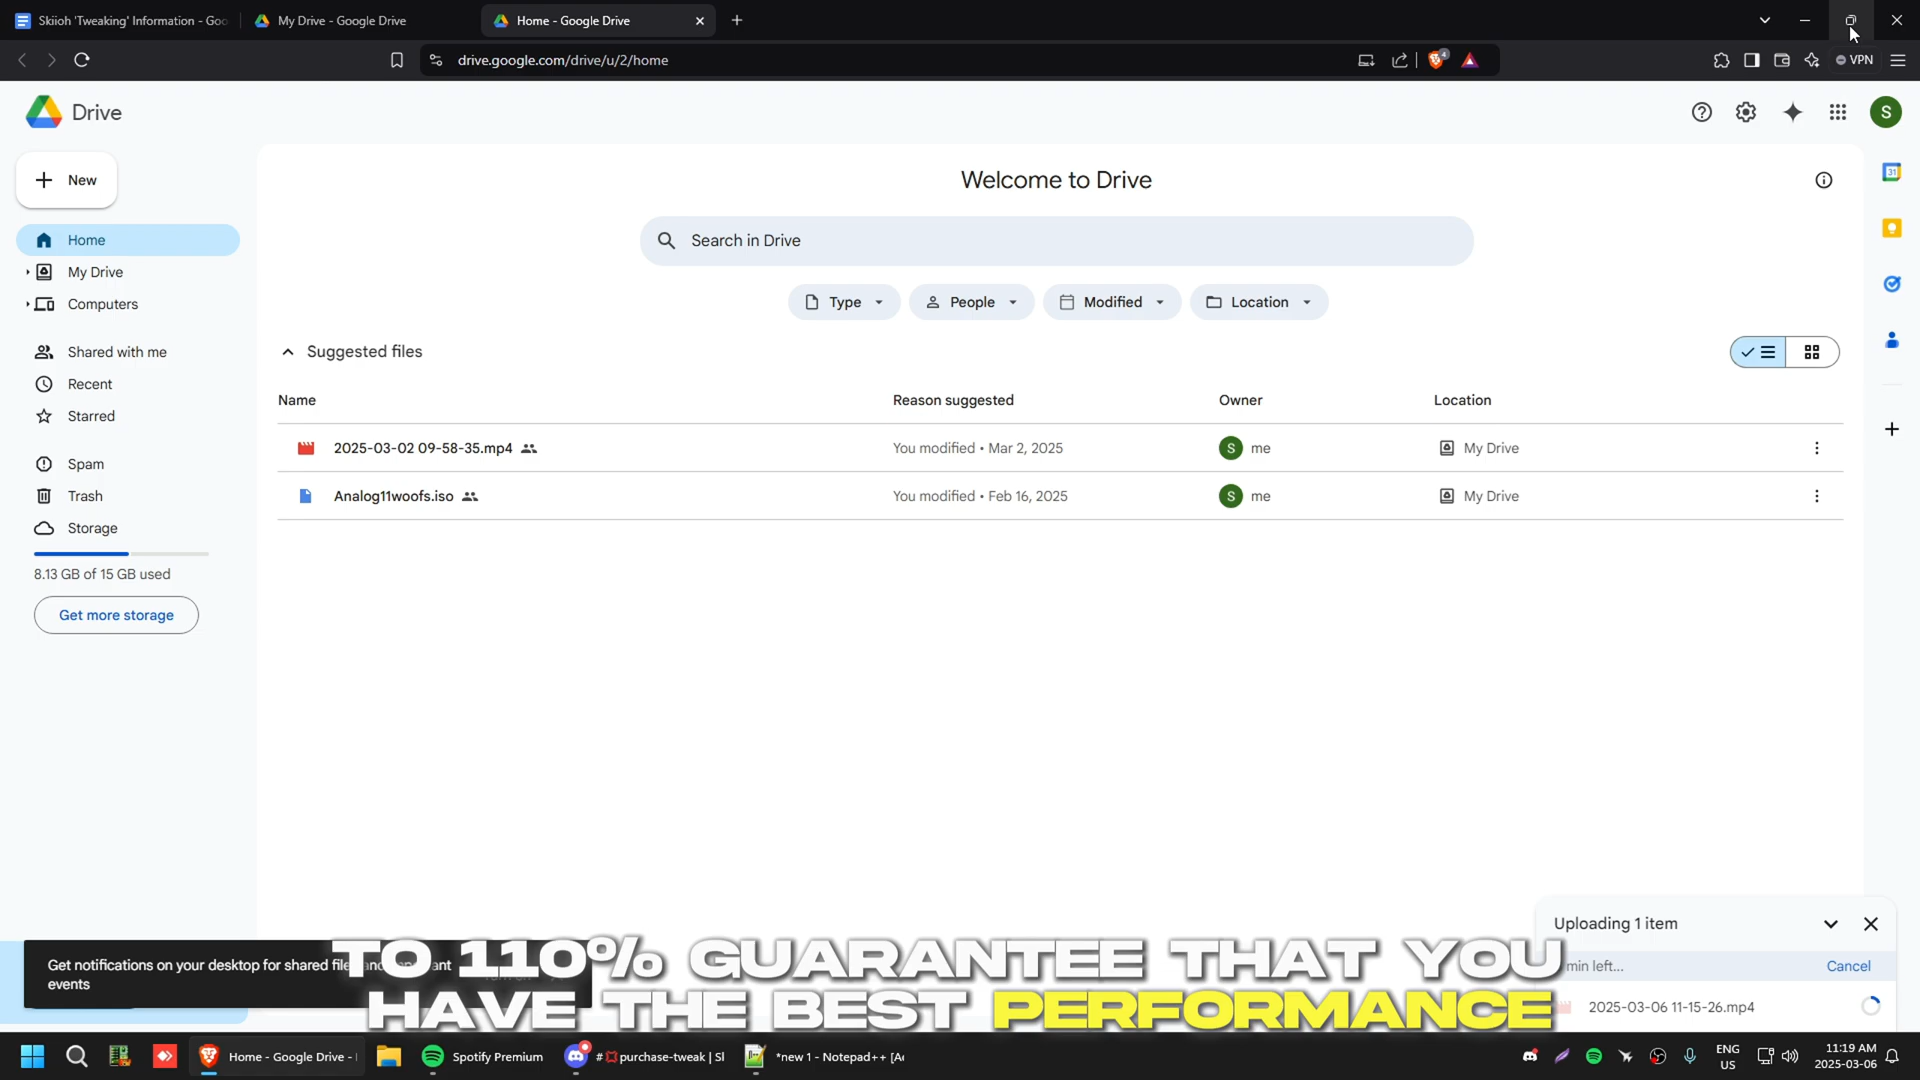 Skiioh 'Tweaking' Information - Goo
My Drive - Google Drive
Home - Google Drive
drive.google.com/drive/u/2/home
4
VPN
Drive
S
New
Welcome to Drive
31
Home
Search in Drive
My Drive
Computers
Type
People
Modified
Location
Shared with me
Suggested files
Recent
Name
Reason suggested
Owner
Location
Starred
2025-03-02 09-58-35.mp4
You modified • Mar 2, 2025
S
me
My Drive
Spam
Analog11woofs.iso
You modified • Feb 16, 2025
S
me
My Drive
Trash
Storage
8.13 GB of 15 GB used
Get more storage
Uploading 1 item
Get notifications on your desktop for shared
events
min left...
Cancel
2025-03-06 11-15-26.mp4
TO 110% GUARANTEE THAT YOU
HAVE THE BEST PERFORMANCE
Home - Google Drive -
Spotify Premium
# purchase-tweak | Sl
*new 1 - Notepad++ [Ac
ENG
US
11:19 AM
2025-03-06